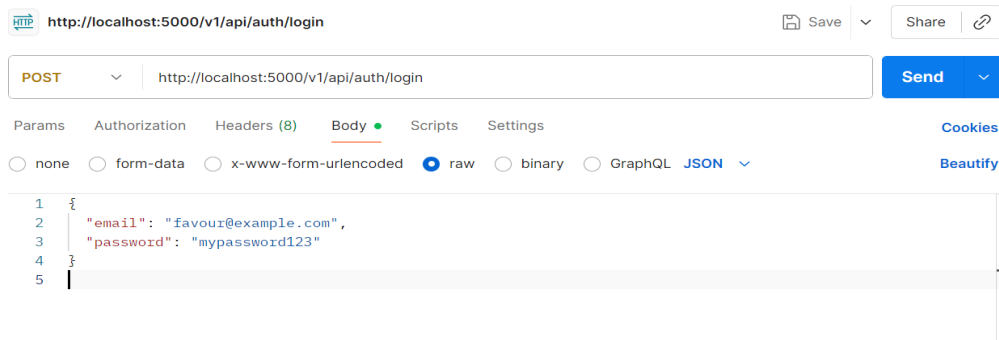 HTTP http://localhost:5000/v1/api/auth/login Save Share
POST http://localhost:5000/v1/api/auth/login Send
Params Authorization Headers (8) Body Scripts Settings Cookies
none form-data x-www-form-urlencoded raw binary GraphQL JSON Beautify
1 {
2 "email": "favour@example.com",
3 "password": "mypassword123"
4 }
5